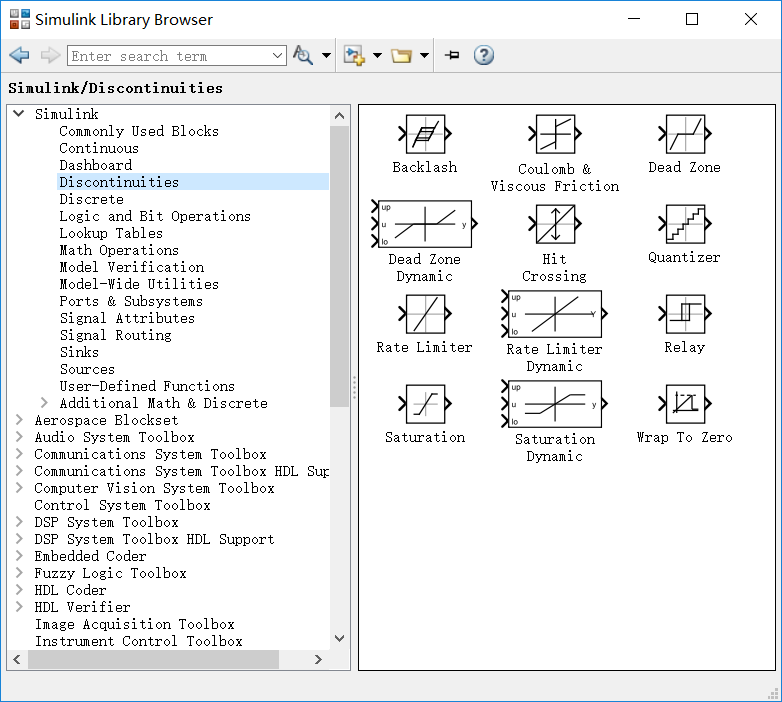 Simulink Library Browser
Enter search term
Simulink/Discontinuities
Simulink
Commonly Used Blocks
Continuous
Dashboard
Discontinuities
Discrete
Logic and Bit Operations
Lookup Tables
Math Operations
Model Verification
Model-Wide Utilities
Ports & Subsystems
Signal Attributes
Signal Routing
Sinks
Sources
User-Defined Functions
Additional Math & Discrete
Aerospace Blockset
Audio System Toolbox
Communications System Toolbox
Communications System Toolbox HDL Sup
Computer Vision System Toolbox
Control System Toolbox
DSP System Toolbox
DSP System Toolbox HDL Support
Embedded Coder
Fuzzy Logic Toolbox
HDL Coder
HDL Verifier
Image Acquisition Toolbox
Instrument Control Toolbox
Backlash
Coulomb &
Viscous Friction
Dead Zone
up
u
lo
y
Dead Zone
Dynamic
Hit
Crossing
Quantizer
Rate Limiter
up
u
lo
Y
Rate Limiter
Dynamic
Relay
Saturation
up
u
lo
y
Saturation
Dynamic
Wrap To Zero